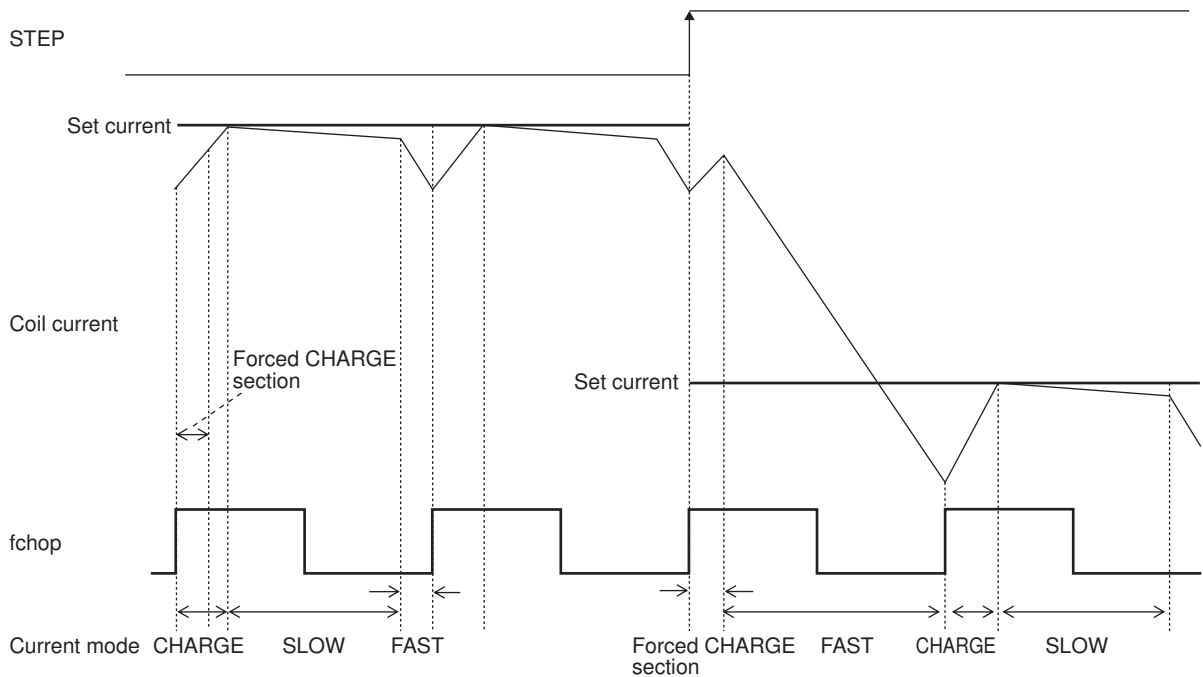 STEP
Set current
Coil current
Forced CHARGE
section
Set current
fchop
Current mode CHARGE SLOW FAST Forced CHARGE FAST CHARGE SLOW
section